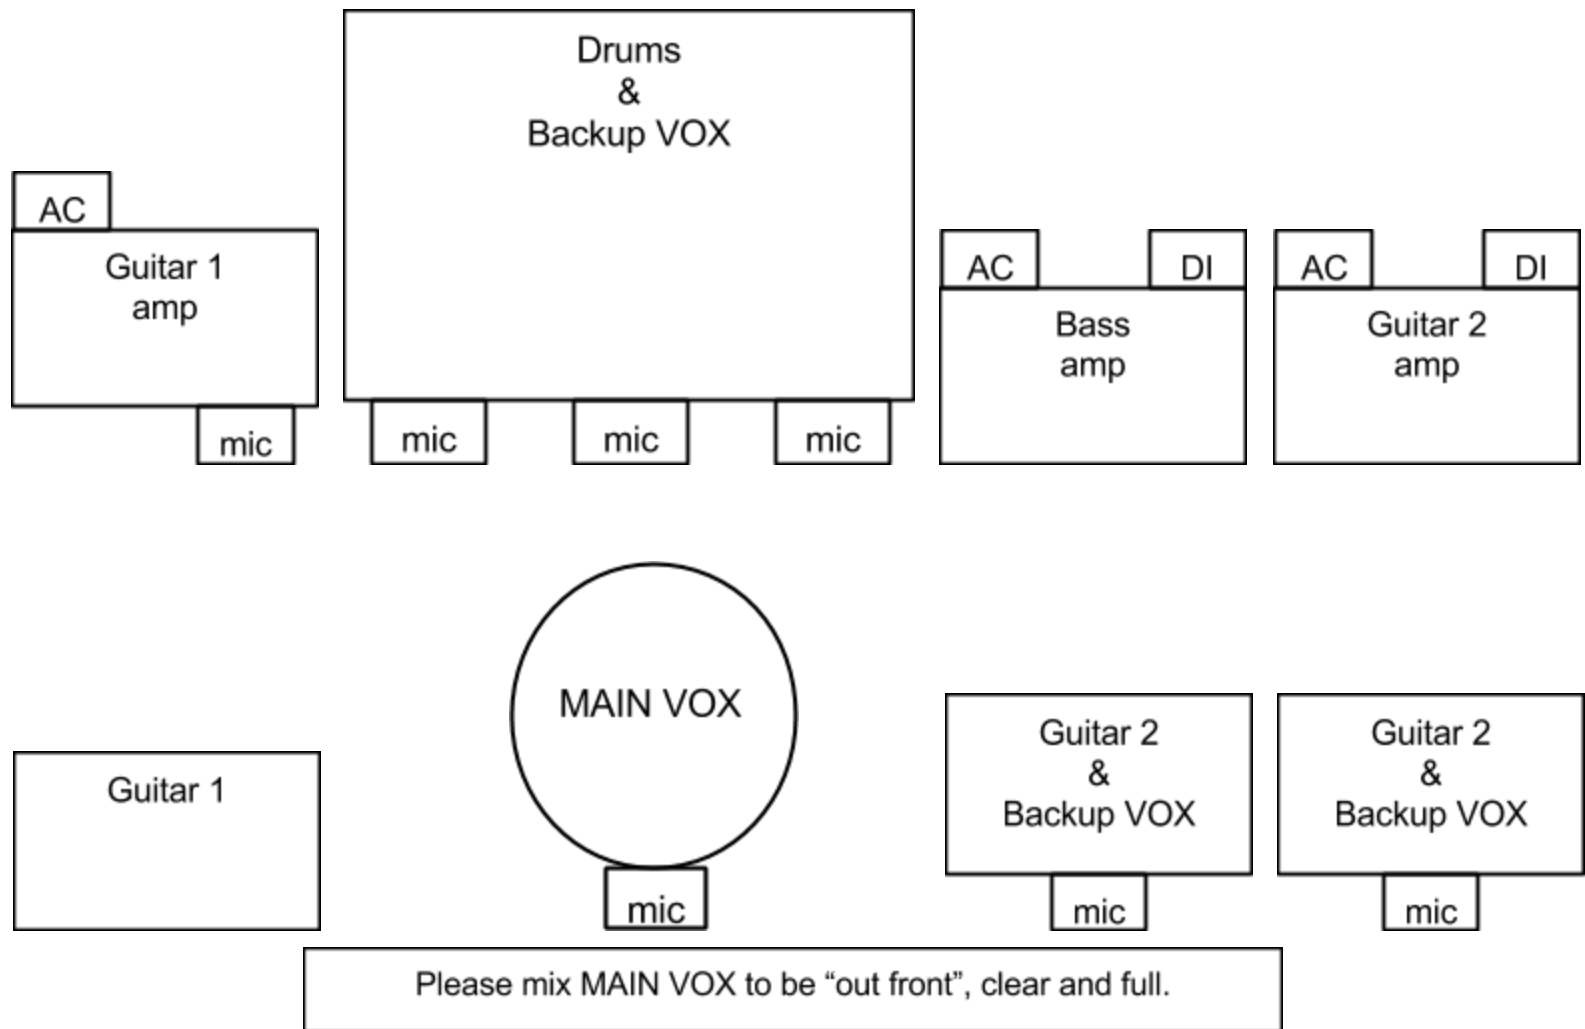 Drums
&
Backup VOX
AC
Guitar 1
amp
mic
mic
mic
mic
AC
DI
Bass
amp
AC
DI
Guitar 2
amp
Guitar 1
MAIN VOX
mic
Guitar 2
&
Backup VOX
mic
Guitar 2
&
Backup VOX
mic
Please mix MAIN VOX to be “out front”, clear and full.